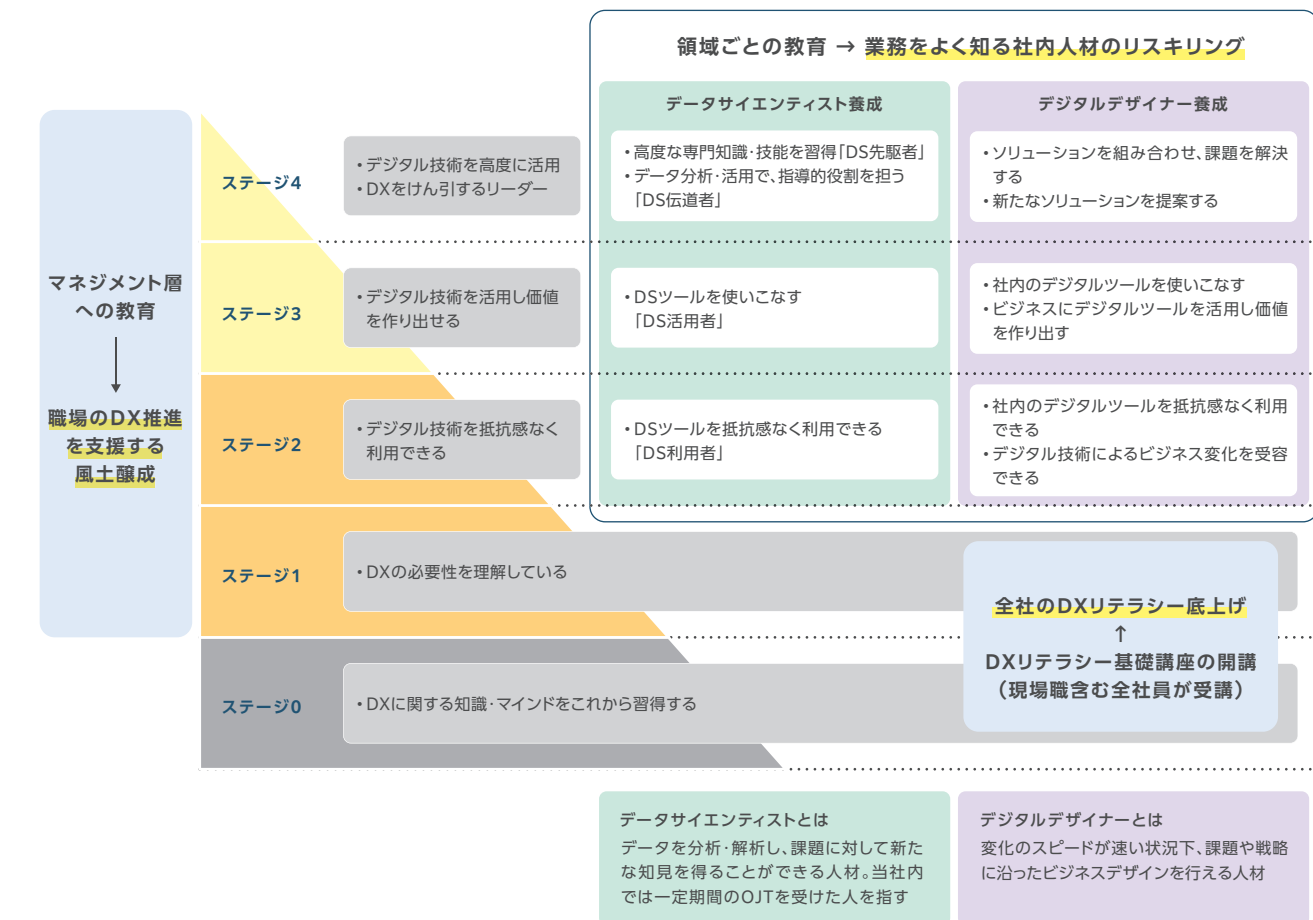 領域ごとの教育 → 業務をよく知る社内人材のリスキリング
データサイエンティスト養成
デジタルデザイナー養成
マネジメント層
への教育
↓
職場のDX推進
を支援する
風土醸成
ステージ4
・デジタル技術を高度に活用
・DXをけん引するリーダー
・高度な専門知識・技能を習得「DS先駆者」
・データ分析・活用で、指導的役割を担う
「DS伝道者」
・ソリューションを組み合わせ、課題を解決
する
・新たなソリューションを提案する
ステージ3
・デジタル技術を活用し価値
を作り出せる
・DSツールを使いこなす
「DS活用者」
・社内のデジタルツールを使いこなす
・ビジネスにデジタルツールを活用し価値
を作り出す
ステージ2
・デジタル技術を抵抗感なく
利用できる
・DSツールを抵抗感なく利用できる
「DS利用者」
・社内のデジタルツールを抵抗感なく利用
できる
・デジタル技術によるビジネス変化を受容
できる
ステージ1
・DXの必要性を理解している
ステージ0
・DXに関する知識・マインドをこれから習得する
全社のDXリテラシー底上げ
↑
DXリテラシー基礎講座の開講
（現場職含む全社員が受講）
データサイエンティストとは
データを分析・解析し、課題に対して新た
な知見を得ることができる人材。当社内
では一定期間のOJTを受けた人を指す
デジタルデザイナーとは
変化のスピードが速い状況下、課題や戦略
に沿ったビジネスデザインを行える人材